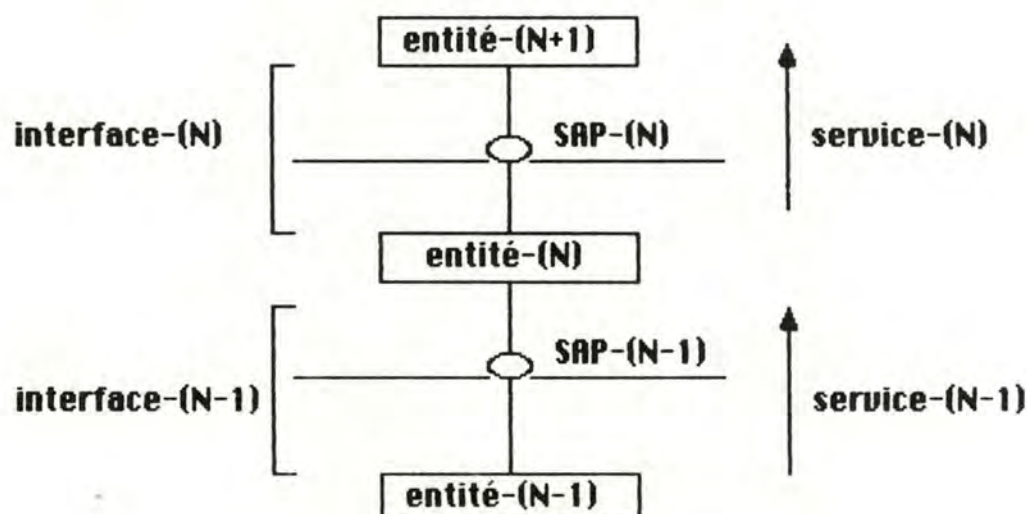 entité-(N+1)
interface-(N)
SAP-(N)
service-(N)
entité-(N)
SAP-(N-1)
interface-(N-1)
service-(N-1)
entité-(N-1)